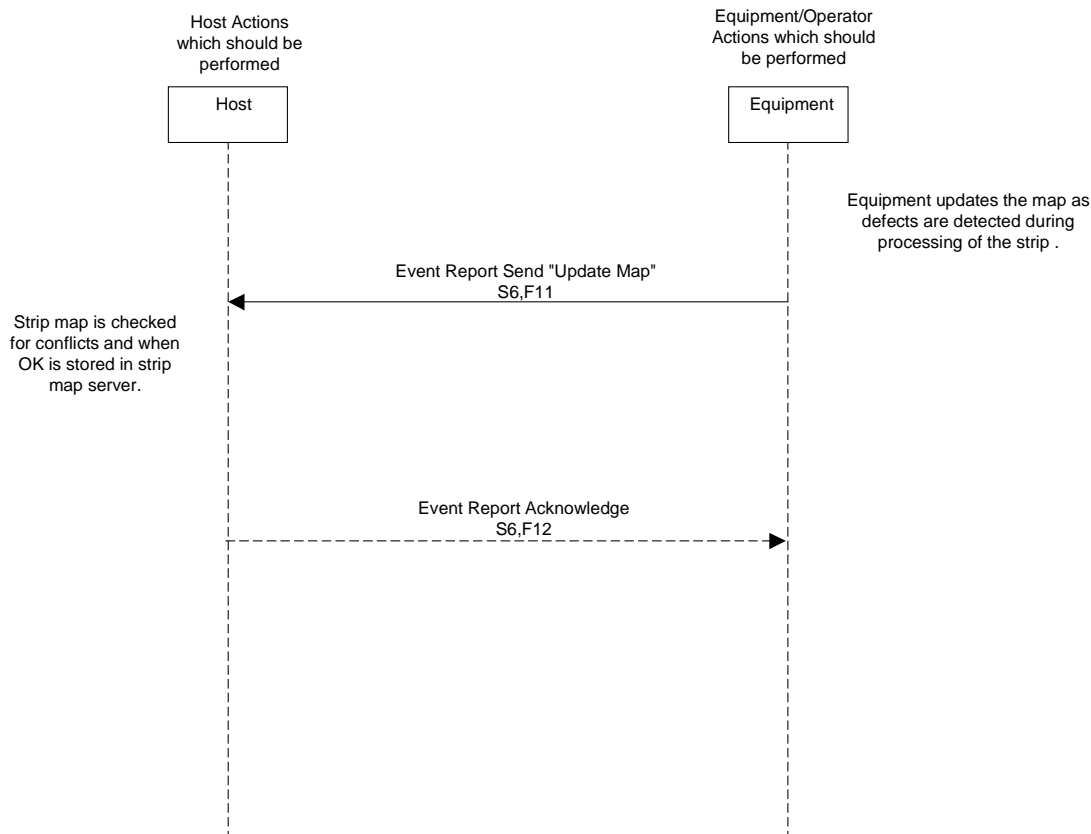 Host Actions
which should be
performed
Equipment/Operator
Actions which should
be performed
Host
Equipment
Equipment updates the map as
defects are detected during
processing of the strip .
Event Report Send "Update Map"
S6,F11
Strip map is checked
for conflicts and when
OK is stored in strip
map server.
Event Report Acknowledge
S6,F12